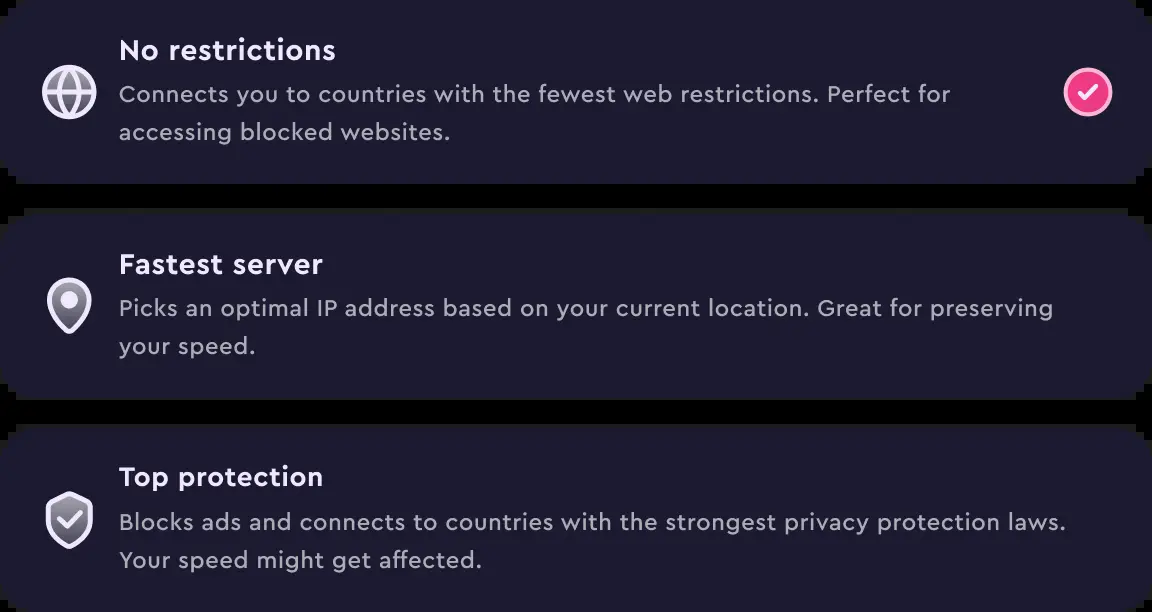 No restrictions
Connects you to countries with the fewest web restrictions. Perfect for
accessing blocked websites.
Fastest server
Picks an optimal IP address based on your current location. Great for preserving
your speed.
Top protection
Blocks ads and connects to countries with the strongest privacy protection laws.
Your speed might get affected.